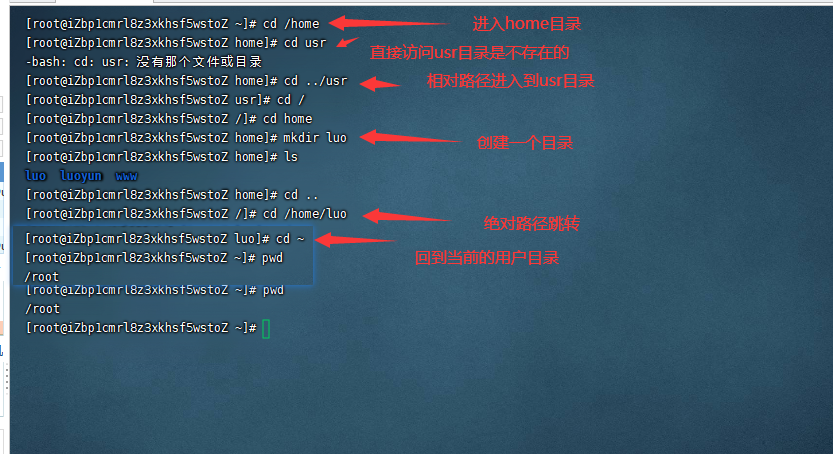 [root@iZbp1cmrl8z3xkhsf5wstoZ ~]# cd /home 进入home目录
[root@iZbp1cmrl8z3xkhsf5wstoZ home]# cd usr
直接访问usr目录是不存在的
-bash: cd: usr: 没有那个文件或目录
[root@iZbp1cmrl8z3xkhsf5wstoZ home]# cd ../usr 相对路径进入到usr目录
[root@iZbp1cmrl8z3xkhsf5wstoZ usr]# cd /
[root@iZbp1cmrl8z3xkhsf5wstoZ /]# cd home
[root@iZbp1cmrl8z3xkhsf5wstoZ home]# mkdir luo 创建一个目录
[root@iZbp1cmrl8z3xkhsf5wstoZ home]# ls
luo luoyun www
[root@iZbp1cmrl8z3xkhsf5wstoZ home]# cd ..
[root@iZbp1cmrl8z3xkhsf5wstoZ /]# cd /home/luo 绝对路径跳转
[root@iZbp1cmrl8z3xkhsf5wstoZ luo]# cd ~
[root@iZbp1cmrl8z3xkhsf5wstoZ ~]# pwd 回到当前的用户目录
/root
[root@iZbp1cmrl8z3xkhsf5wstoZ ~]# pwd
/root
[root@iZbp1cmrl8z3xkhsf5wstoZ ~]#